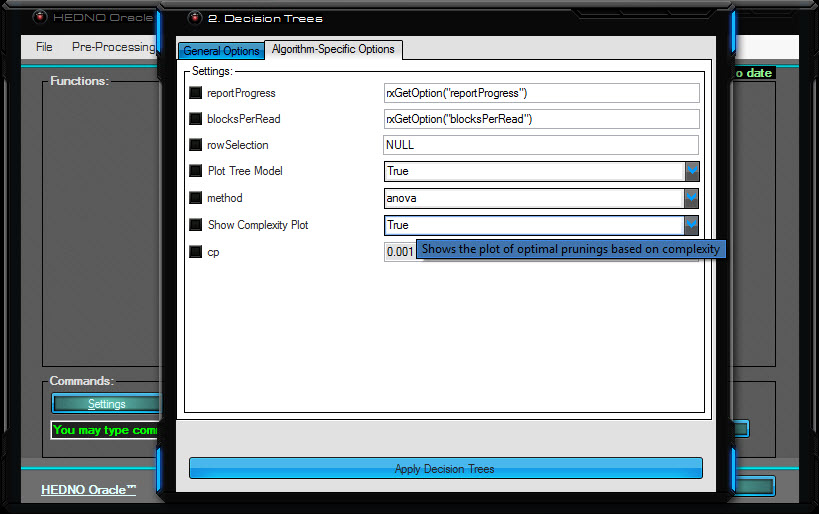 HEDNO Oracle
2. Decision Trees
File Pre-Processing
General Options Algorithm-Specific Options
o date
Functions:
Settings:
reportProgress rxGetOption("reportProgress")
blocksPerRead rxGetOption("blocksPerRead")
rowSelection NULL
Plot Tree Model True
method anova
Show Complexity Plot True
Shows the plot of optimal prunings based on complexity
cp 0.001
Commands:
Settings
You may type com
Apply Decision Trees
HEDNO Oracle™